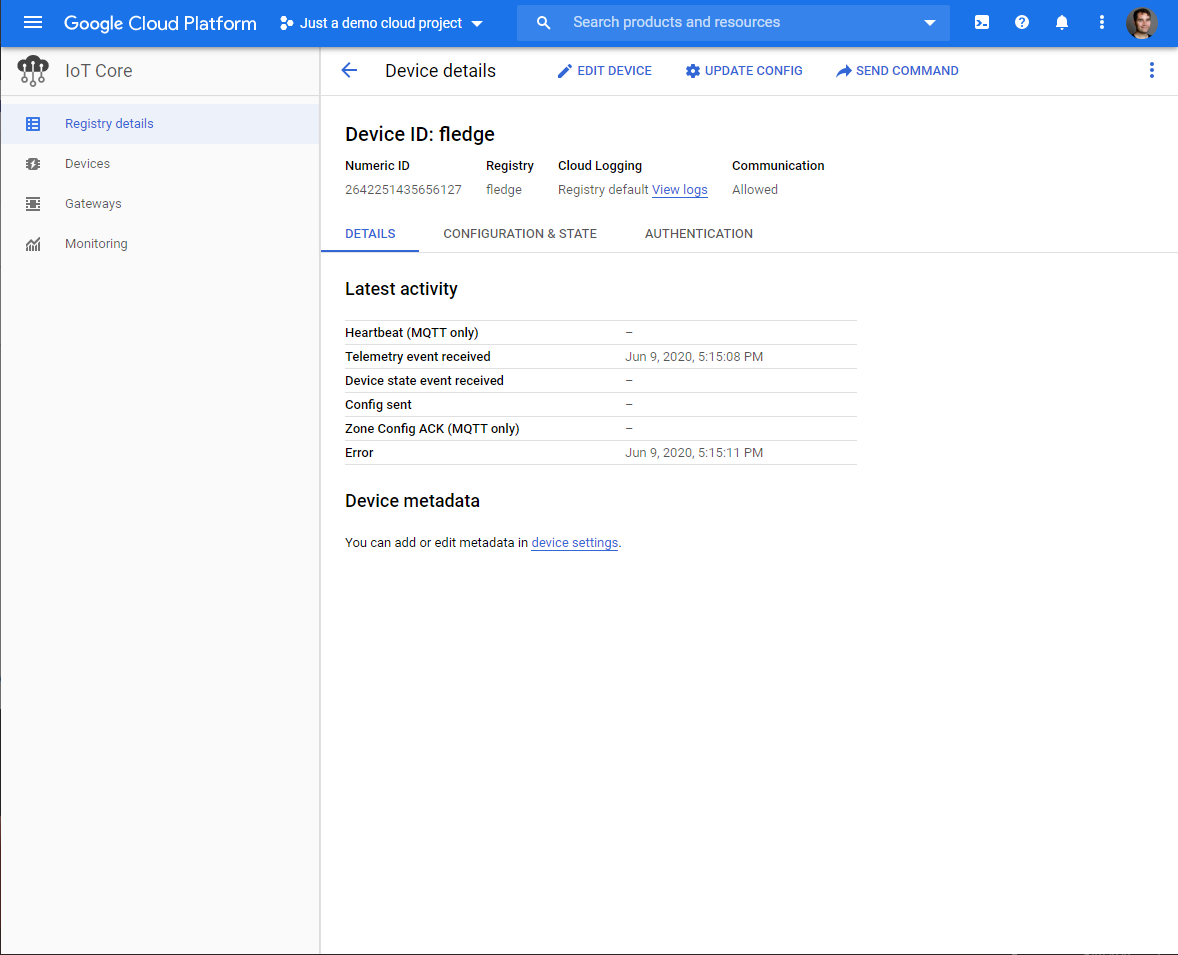 Google Cloud Platform Just a demo cloud project Search products and resources
IoT Core
Device details EDIT DEVICE UPDATE CONFIG SEND COMMAND
Registry details
Devices
Gateways
Monitoring
Device ID: fledge
Numeric ID Registry Cloud Logging Communication
2642251435656127 fledge Registry default View logs Allowed
DETAILS CONFIGURATION & STATE AUTHENTICATION
Latest activity
Heartbeat (MQTT only) –
Telemetry event received Jun 9, 2020, 5:15:08 PM
Device state event received –
Config sent –
Zone Config ACK (MQTT only) –
Error Jun 9, 2020, 5:15:11 PM
Device metadata
You can add or edit metadata in device settings.